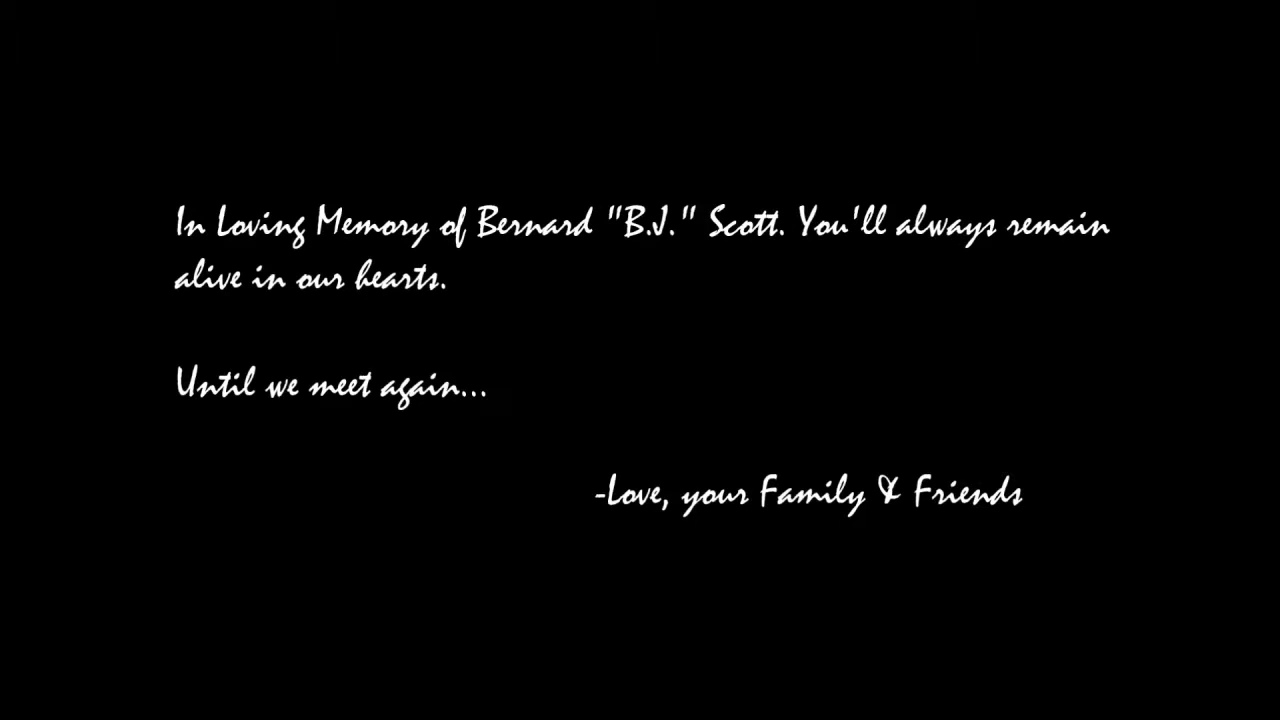 In Loving Memory of Bernard "B.J." Scott. You'll always remain
alive in our hearts.
Until we meet again...
-Love, your Family & Friends